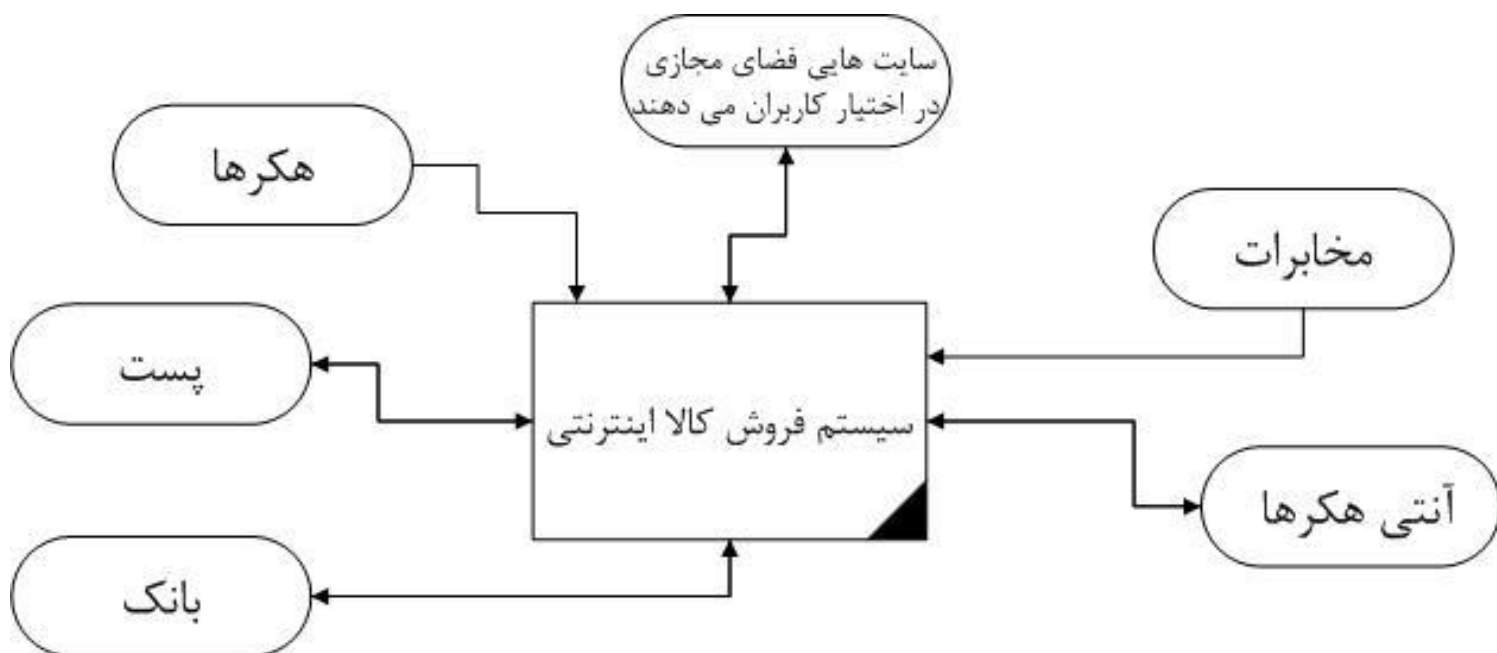 سایت هایی فضای مجازی
در اختیار کاربران می دهند
هکرها
مخابرات
پست
سیستم فروش کالا اینترنتی
آنتی هکرها
بانک